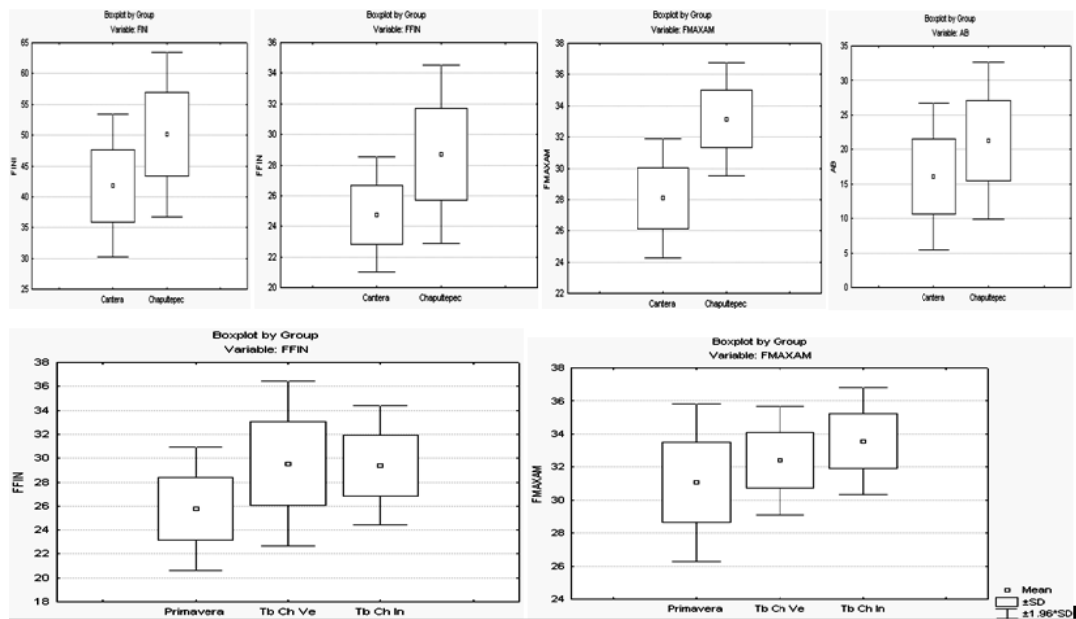 Boxplot by Group
Variable: FINI
65
60
55
50
45
40
35
30
25
FINI
Cantera
Chapultepec
Boxplot by Group
Variable: FFIN
36
34
32
30
28
26
24
22
20
FFIN
Cantera
Chapultepec
Boxplot by Group
Variable: FMAXAM
38
36
34
32
30
28
26
24
22
FMAXAM
Cantera
Chapultepec
Boxplot by Group
Variable: AB
35
30
25
20
15
10
5
0
AB
Cantera
Chapultepec
Boxplot by Group
Variable: FFIN
38
36
34
32
30
28
26
24
22
20
18
FFIN
Primavera
Tb Ch Ve
Tb Ch In
Boxplot by Group
Variable: FMAXAM
38
36
34
32
30
28
26
24
FMAXAM
Primavera
Tb Ch Ve
Tb Ch In
Mean
±SD
±1.96*SD